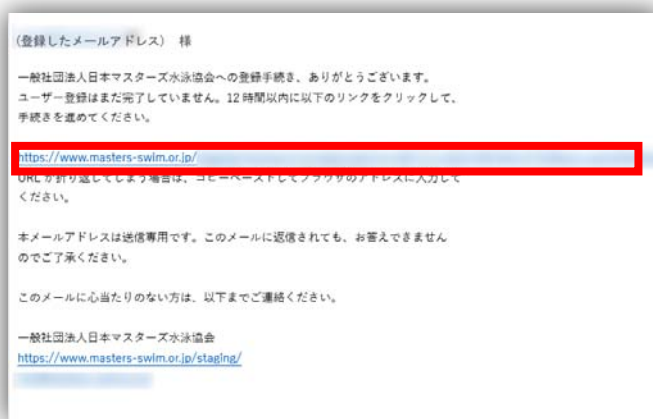 (登録したメールアドレス) 様
一般社団法人日本マスターズ水泳協会への登録手続き、ありがとうございます。
ユーザー登録はまだ完了していません。12時間以内に以下のリンクをクリックして、
手続きを進めてください。
https://www.masters-swim.or.jp/
URL が折り返してしまう場合は、コピーペーストしてブラウザのアドレスに入力して
ください。
本メールアドレスは送信専用です。このメールに返信されても、お答えできません
のでご了承ください。
このメールに心当たりのない方は、以下までご連絡ください。
一般社団法人日本マスターズ水泳協会
https://www.masters-swim.or.jp/staging/